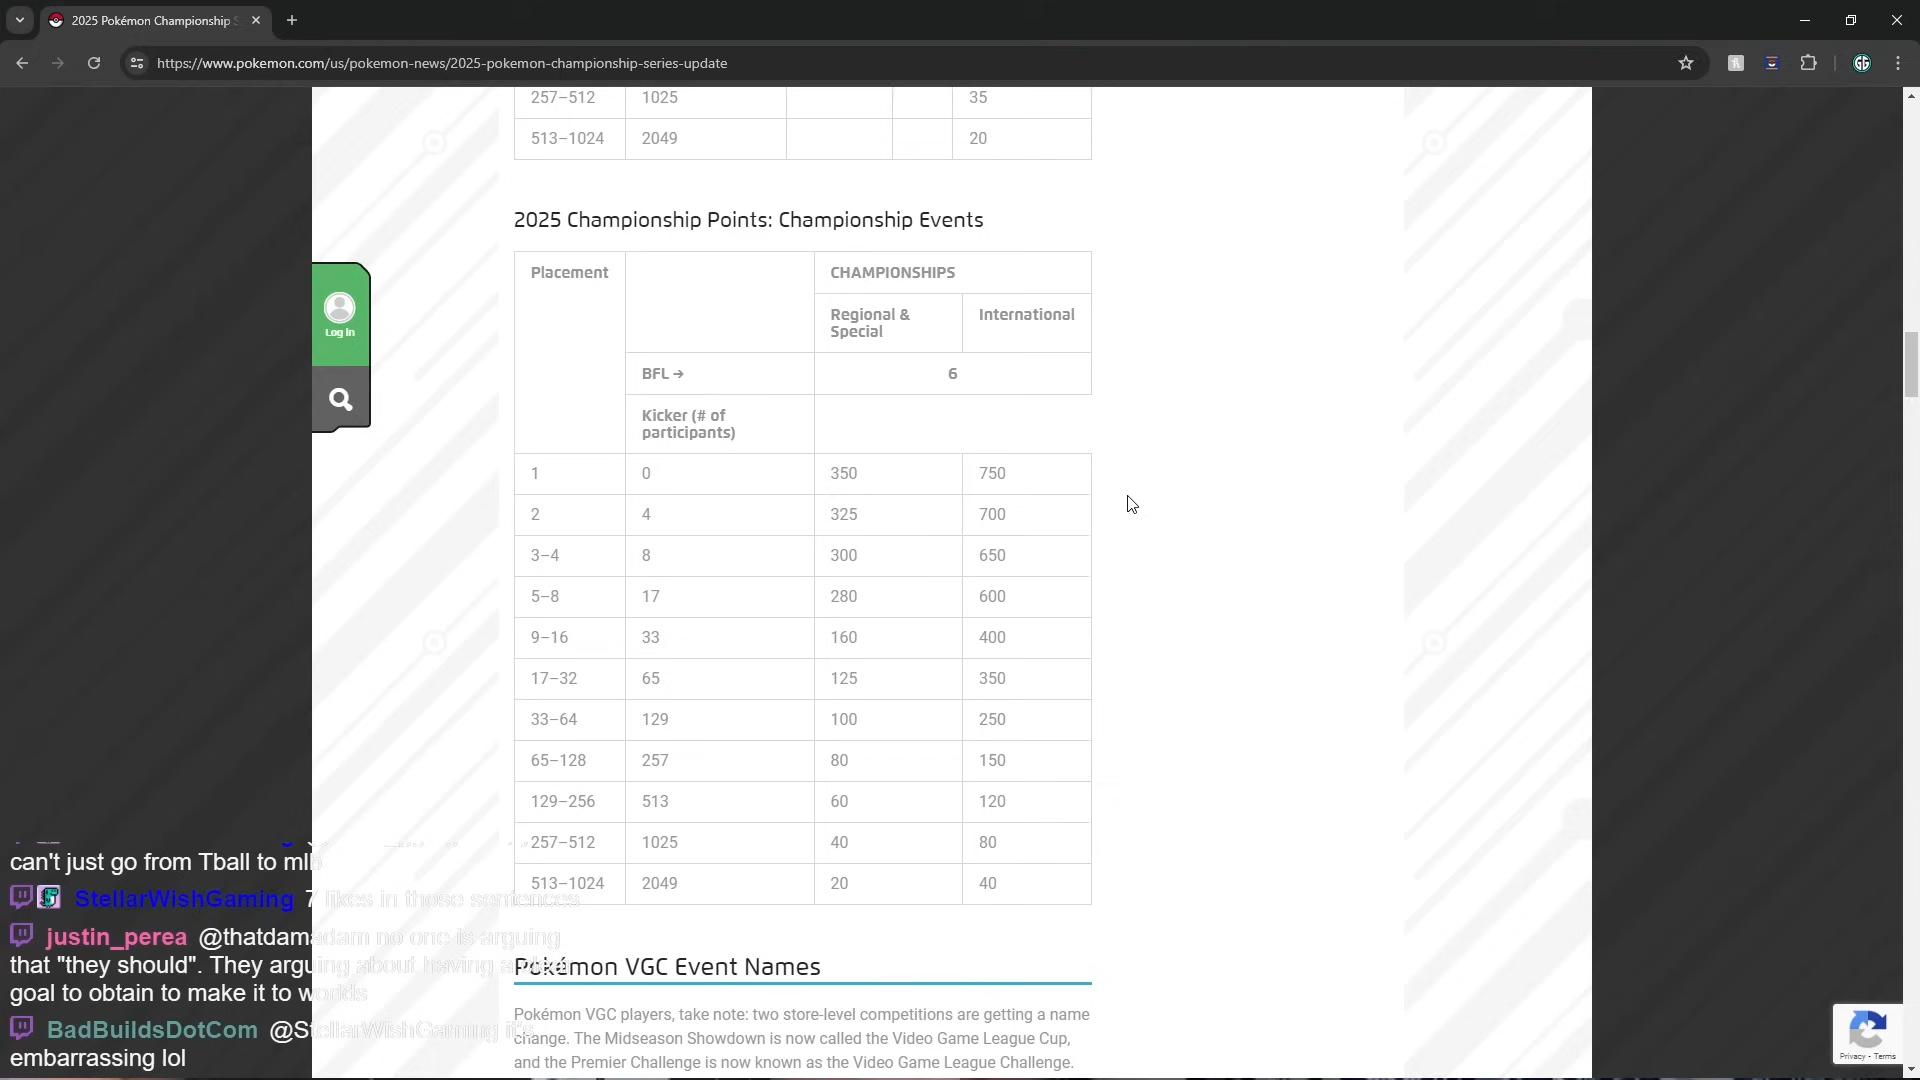 2025 Pokémon Championship S
https://www.pokemon.com/us/pokemon-news/2025-pokemon-championship-series-update
257–512 1025 35
513–1024 2049 20
2025 Championship Points: Championship Events
Placement CHAMPIONSHIPS
Regional & International
Special
BFL → 6
Kicker (# of
participants)
1 0 350 750
2 4 325 700
3–4 8 300 650
5–8 17 280 600
9–16 33 160 400
17–32 65 125 350
33–64 129 100 250
65–128 257 80 150
129–256 513 60 120
257–512 1025 40 80
513–1024 2049 20 40
Pokémon VGC Event Names
Pokémon VGC players, take note: two store-level competitions are getting a name
change. The Midseason Showdown is now called the Video Game League Cup,
and the Premier Challenge is now known as the Video Game League Challenge.
Log In
can't just go from Tball to mlb
StellarWishGaming 7 likes in those sentences
justin_perea @thatdamadam no one is arguing
that "they should". They arguing about having a
goal to obtain to make it to worlds
BadBuildsDotCom @StellarWishGaming it's
embarrassing lol
Privacy - Terms